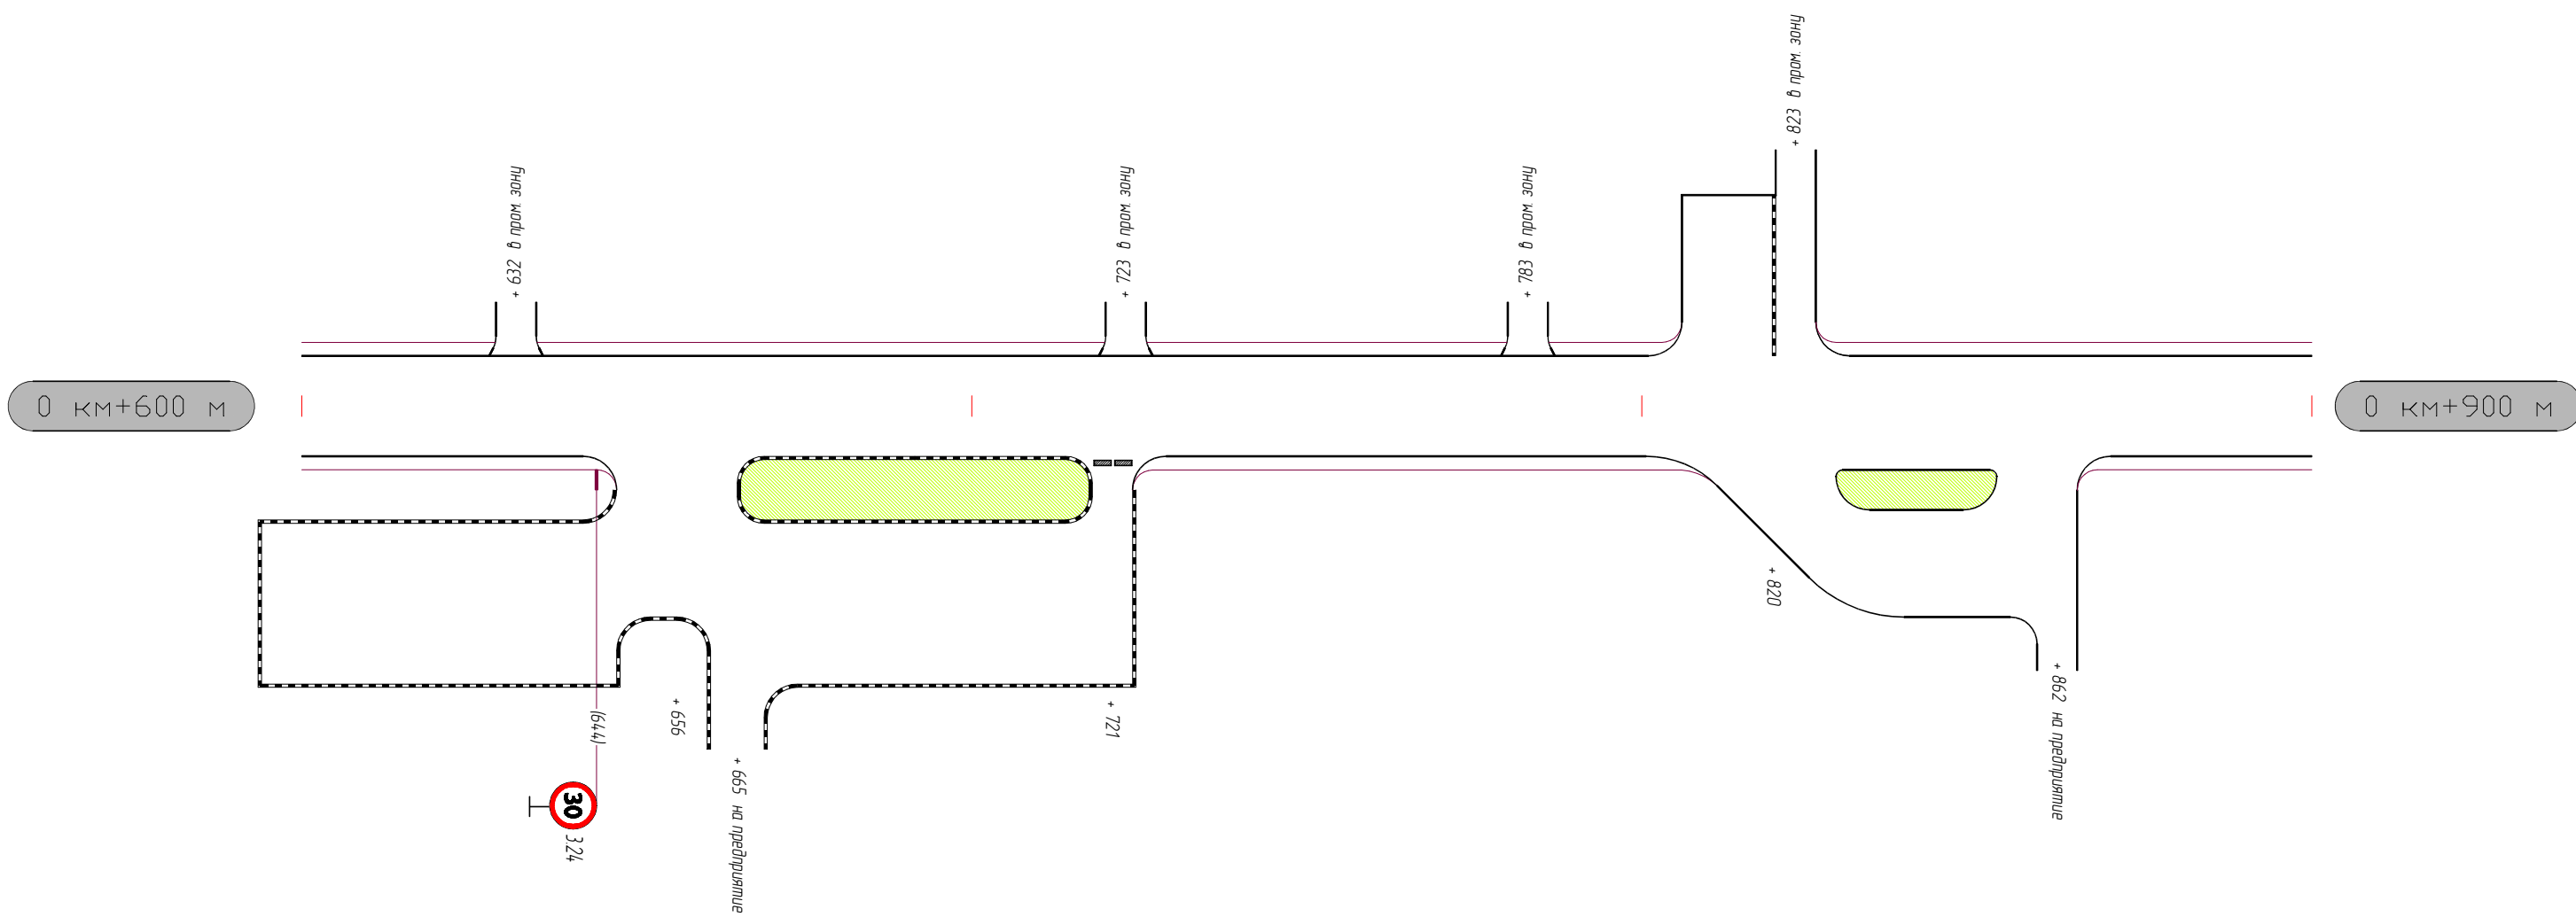 + 823 в пром. зону
+ 632 в пром. зону
+ 723 в пром. зону
+ 783 в пром. зону
0 км+600 м
0 км+900 м
+ 820
+ 862 на предприятие
+ 656
+ 721
(644)
+ 665 на предприятие
30
3.24